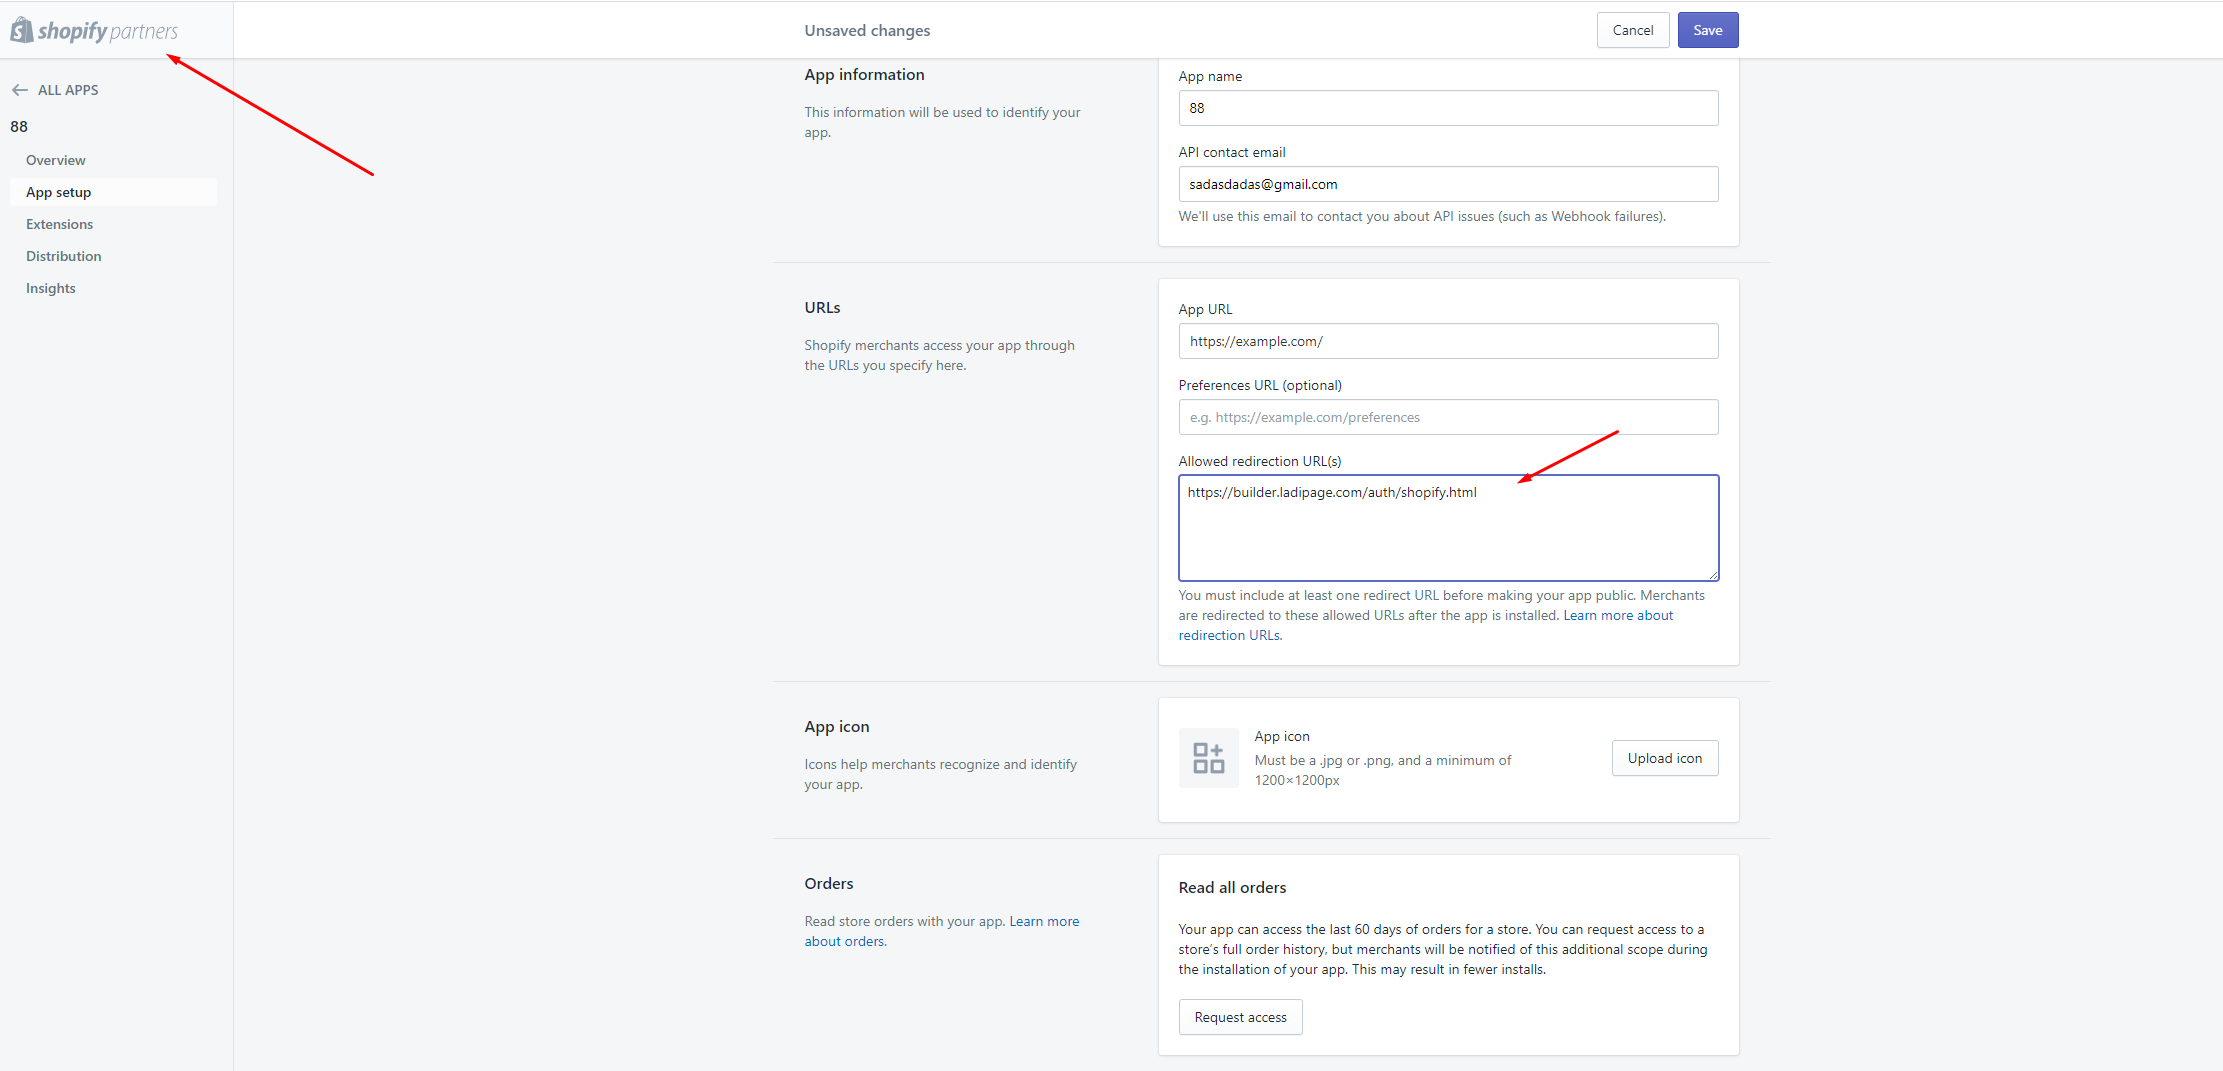 shopify partners
Unsaved changes
Cancel
Save
ALL APPS
88
Overview
App setup
Extensions
Distribution
Insights
App information
This information will be used to identify your
app.
App name
88
API contact email
sadasdadas@gmail.com
We'll use this email to contact you about API issues (such as Webhook failures).
URLs
Shopify merchants access your app through
the URLs you specify here.
App URL
https://example.com/
Preferences URL (optional)
e.g. https://example.com/preferences
Allowed redirection URL(s)
https://builder.ladipage.com/auth/shopify.html
You must include at least one redirect URL before making your app public. Merchants
are redirected to these allowed URLs after the app is installed. Learn more about
redirection URLs.
App icon
Icons help merchants recognize and identify
your app.
App icon
Must be a .jpg or .png, and a minimum of
1200×1200px
Upload icon
Orders
Read store orders with your app. Learn more
about orders.
Read all orders
Your app can access the last 60 days of orders for a store. You can request access to a
store’s full order history, but merchants will be notified of this additional scope during
the installation of your app. This may result in fewer installs.
Request access